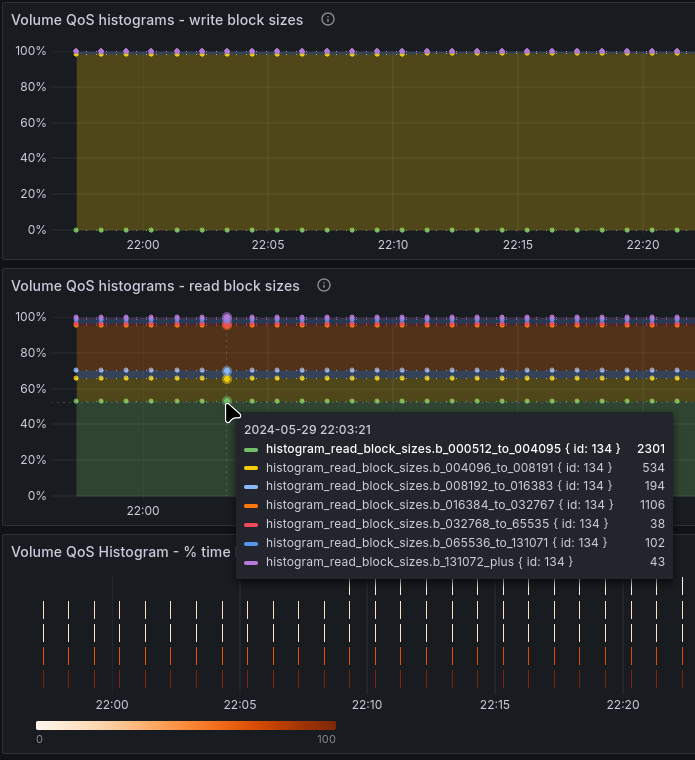 Volume QoS histograms - write block sizes
100%
80%
60%
40%
20%
0%
22:00 22:05 22:10 22:15 22:20
Volume QoS histograms - read block sizes
100%
80%
60%
40%
20%
0%
22:00
2024-05-29 22:03:21
histogram_read_block_sizes.b_000512_to_004095 { id: 134 } 2301
histogram_read_block_sizes.b_004096_to_008191 { id: 134 } 534
histogram_read_block_sizes.b_008192_to_016383 { id: 134 } 194
histogram_read_block_sizes.b_016384_to_032767 { id: 134 } 1106
histogram_read_block_sizes.b_032768_to_65535 { id: 134 } 38
histogram_read_block_sizes.b_065536_to_131071 { id: 134 } 102
histogram_read_block_sizes.b_131072_plus { id: 134 } 43
Volume QoS Histogram - % time
22:00 22:05 22:10 22:15 22:20
0 100